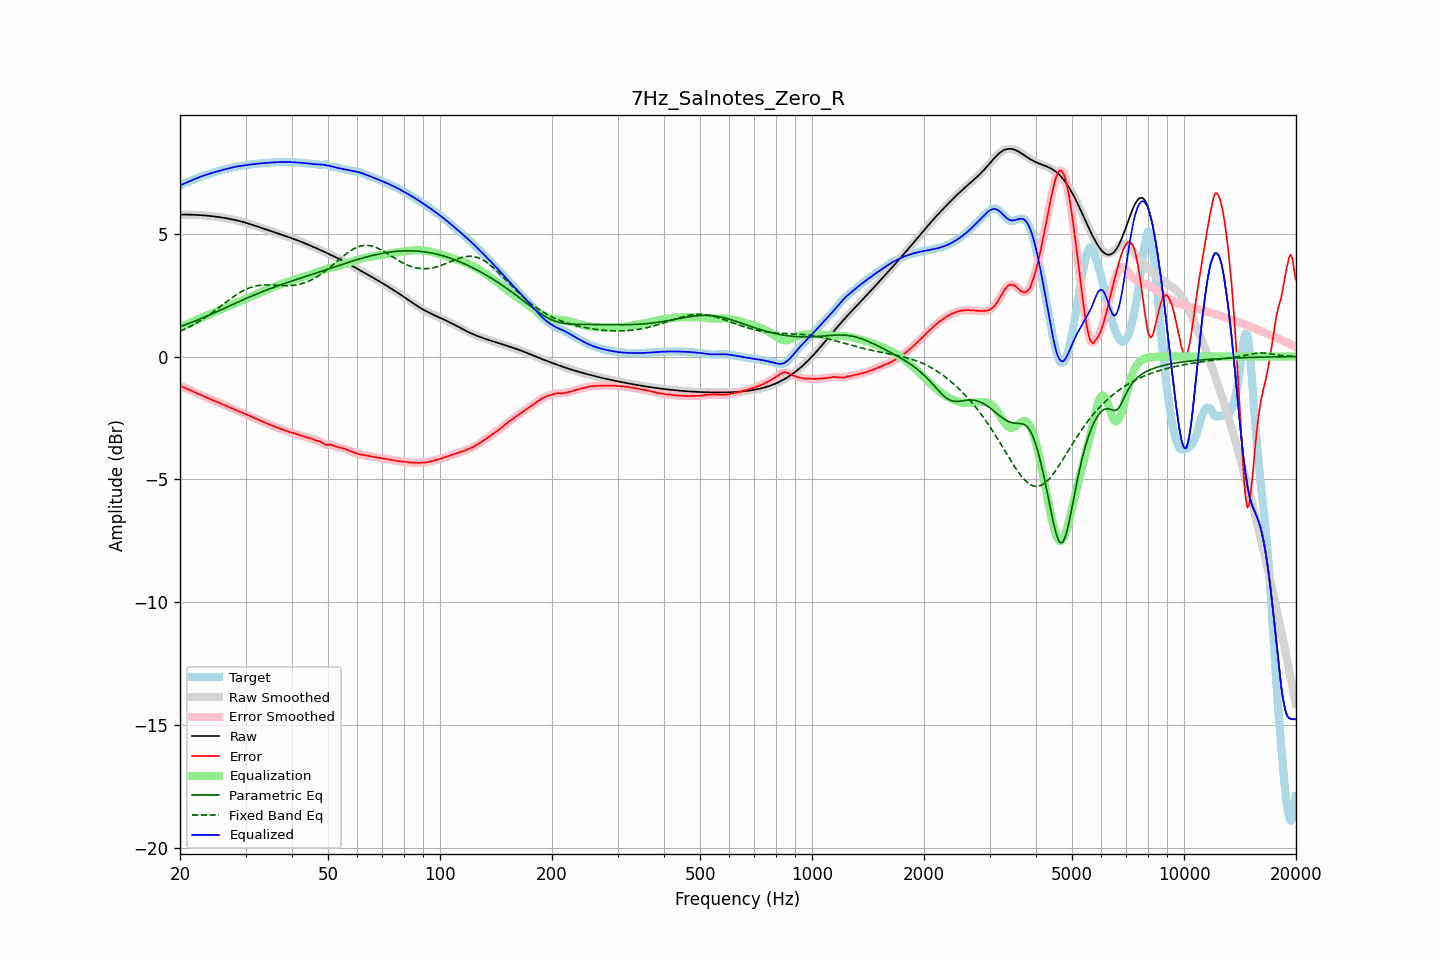 7Hz_Salnotes_Zero_R
Amplitude (dBr)
5
0
−5
−10
−15
−20
Target
Raw Smoothed
Error Smoothed
Raw
Error
Equalization
Parametric Eq
Fixed Band Eq
Equalized
20 50 100 200 500 1000 2000 5000 10000 20000
Frequency (Hz)